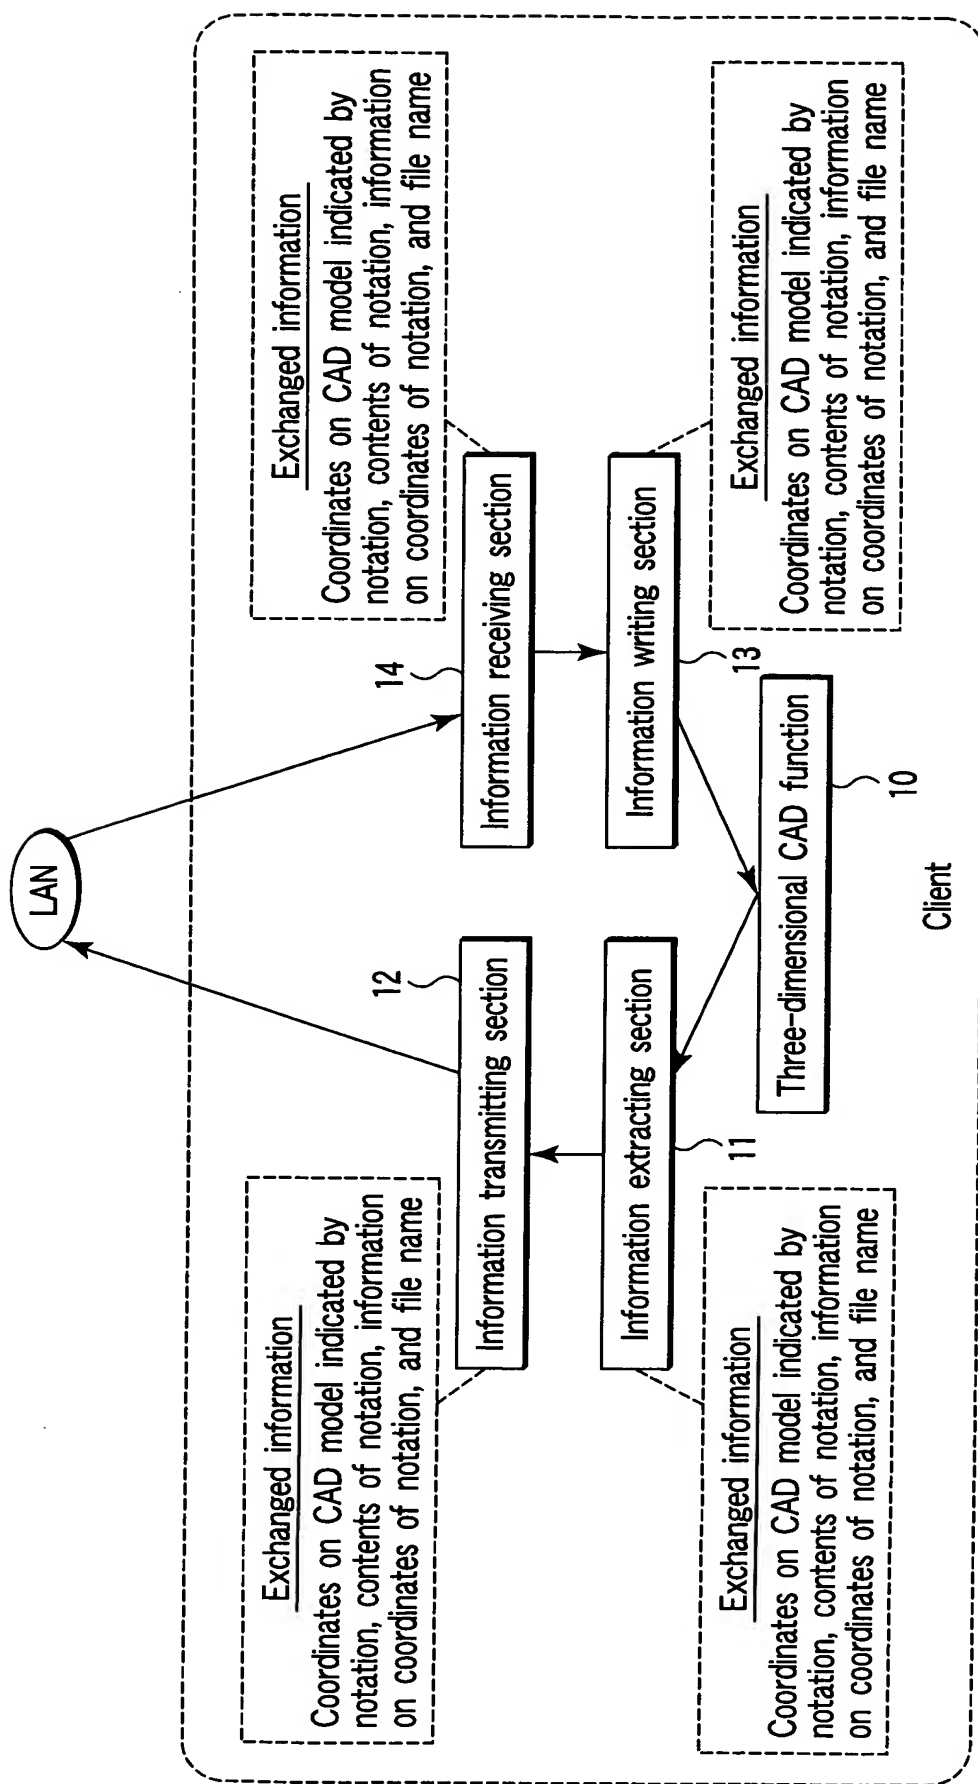 LAN
Exchanged information
Coordinates on CAD model indicated by
notation, contents of notation, information
on coordinates of notation, and file name
12
Information transmitting section
14
Information receiving section
Exchanged information
Coordinates on CAD model indicated by
notation, contents of notation, information
on coordinates of notation, and file name
Information extracting section
11
Information writing section
13
Exchanged information
Coordinates on CAD model indicated by
notation, contents of notation, information
on coordinates of notation, and file name
Three-dimensional CAD function
10
Exchanged information
Coordinates on CAD model indicated by
notation, contents of notation, information
on coordinates of notation, and file name
Client